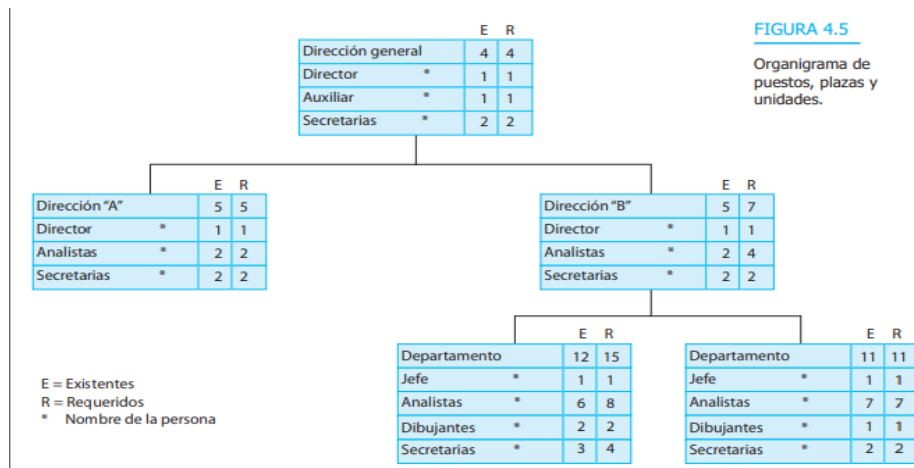 FIGURA 4.5
Organigrama de
puestos, plazas y
unidades.
E R
Dirección general 4 4
Director * 1 1
Auxiliar * 1 1
Secretarias * 2 2
E R
Dirección "A" 5 5
Director * 1 1
Analistas * 2 2
Secretarias * 2 2
E R
Dirección "B" 5 7
Director * 1 1
Analistas * 2 4
Secretarias * 2 2
E R
Departamento 12 15
Jefe * 1 1
Analistas * 6 8
Dibujantes * 2 2
Secretarias * 3 4
E R
Departamento 11 11
Jefe * 1 1
Analistas * 7 7
Dibujantes * 1 1
Secretarias * 2 2
E = Existentes
R = Requeridos
* Nombre de la persona